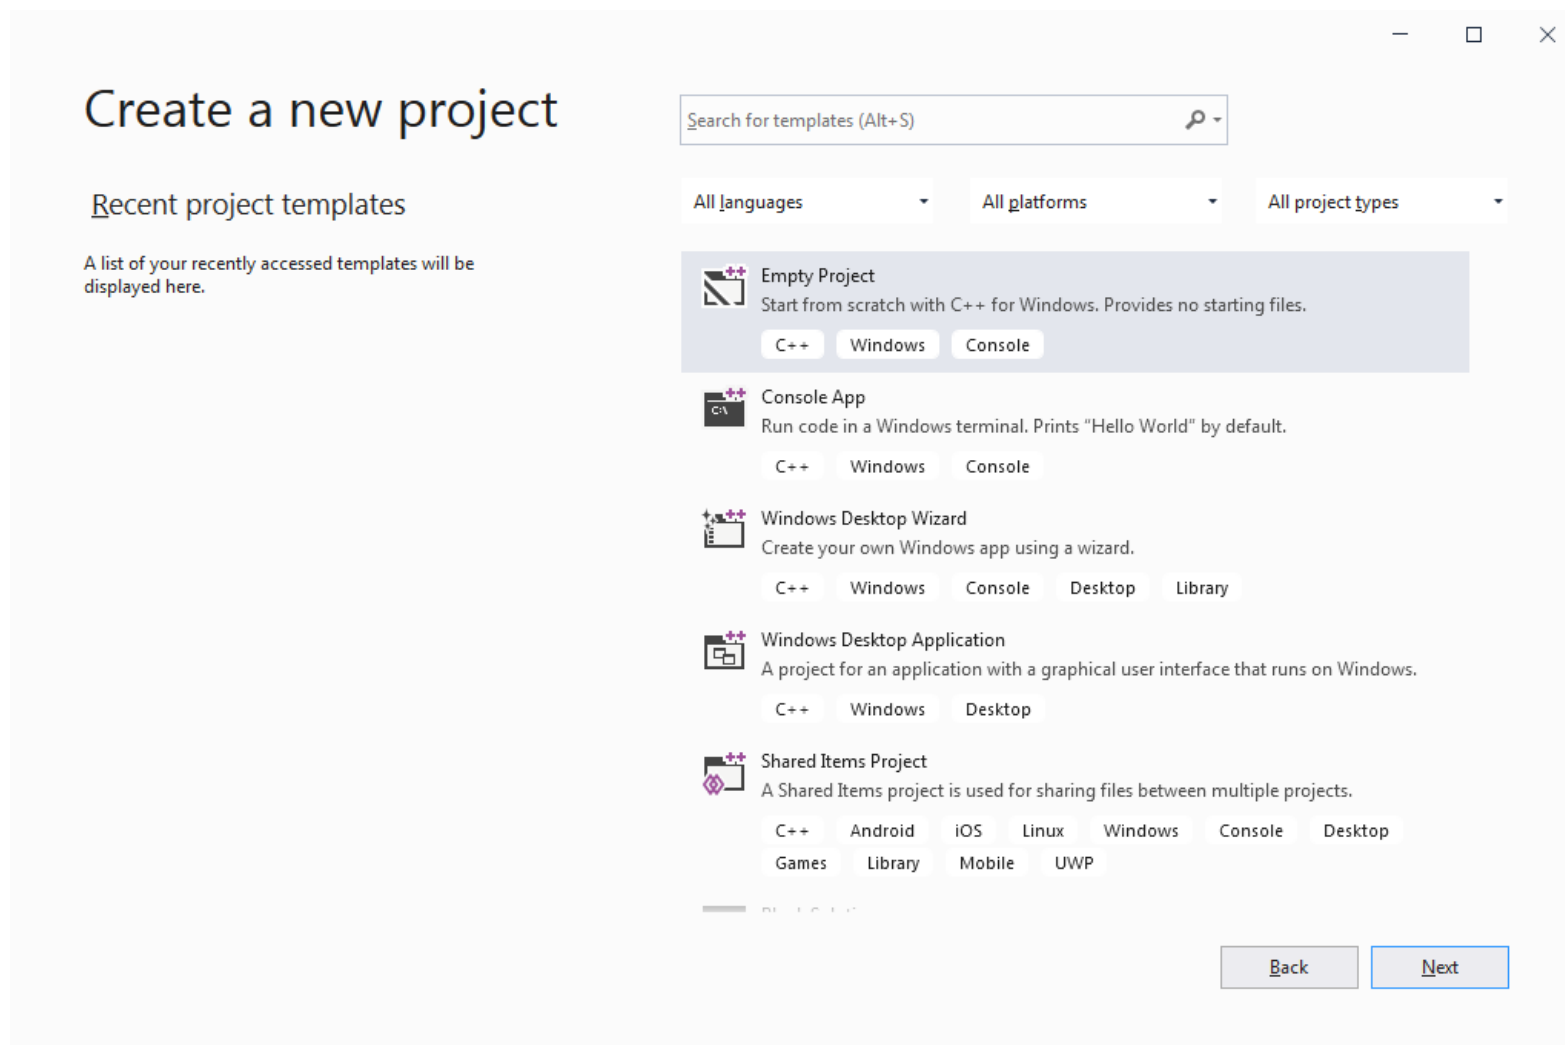 Create a new project
Search for templates (Alt+S)
Recent project templates
All languages
All platforms
All project types
A list of your recently accessed templates will be
displayed here.
Empty Project
Start from scratch with C++ for Windows. Provides no starting files.
C++ Windows Console
Console App
C:\
Run code in a Windows terminal. Prints "Hello World" by default.
C++ Windows Console
Windows Desktop Wizard
Create your own Windows app using a wizard.
C++ Windows Console Desktop Library
Windows Desktop Application
A project for an application with a graphical user interface that runs on Windows.
C++ Windows Desktop
Shared Items Project
A Shared Items project is used for sharing files between multiple projects.
C++ Android iOS Linux Windows Console Desktop
Games Library Mobile UWP
Back
Next